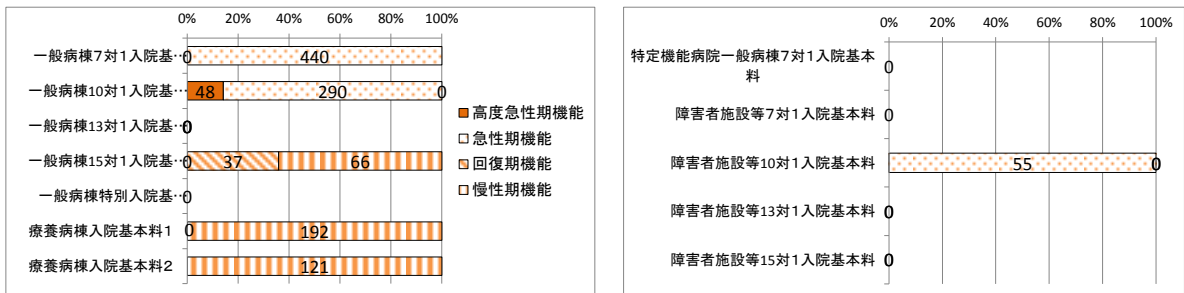 0% 20% 40% 60% 80% 100%
一般病棟7対1入院基… 0 440
一般病棟10対1入院基… 48 290 0
一般病棟13対1入院基… 0
一般病棟15対1入院基… 0 37 66
一般病棟特別入院基… 0
療養病棟入院基本料1 0 192
療養病棟入院基本料2 121
高度急性期機能
急性期機能
回復期機能
慢性期機能
0% 20% 40% 60% 80% 100%
特定機能病院一般病棟7対1入院基本
料 0
障害者施設等7対1入院基本料 0
障害者施設等10対1入院基本料 55 0
障害者施設等13対1入院基本料 0
障害者施設等15対1入院基本料 0